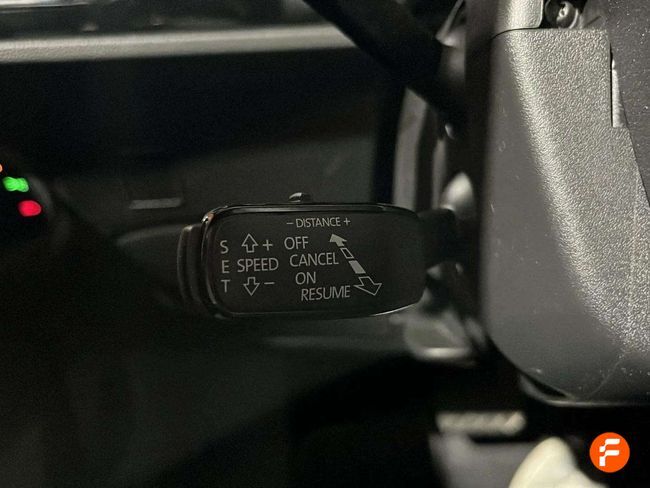 – DISTANCE +
S + OFF
E SPEED CANCEL
T – ON
RESUME